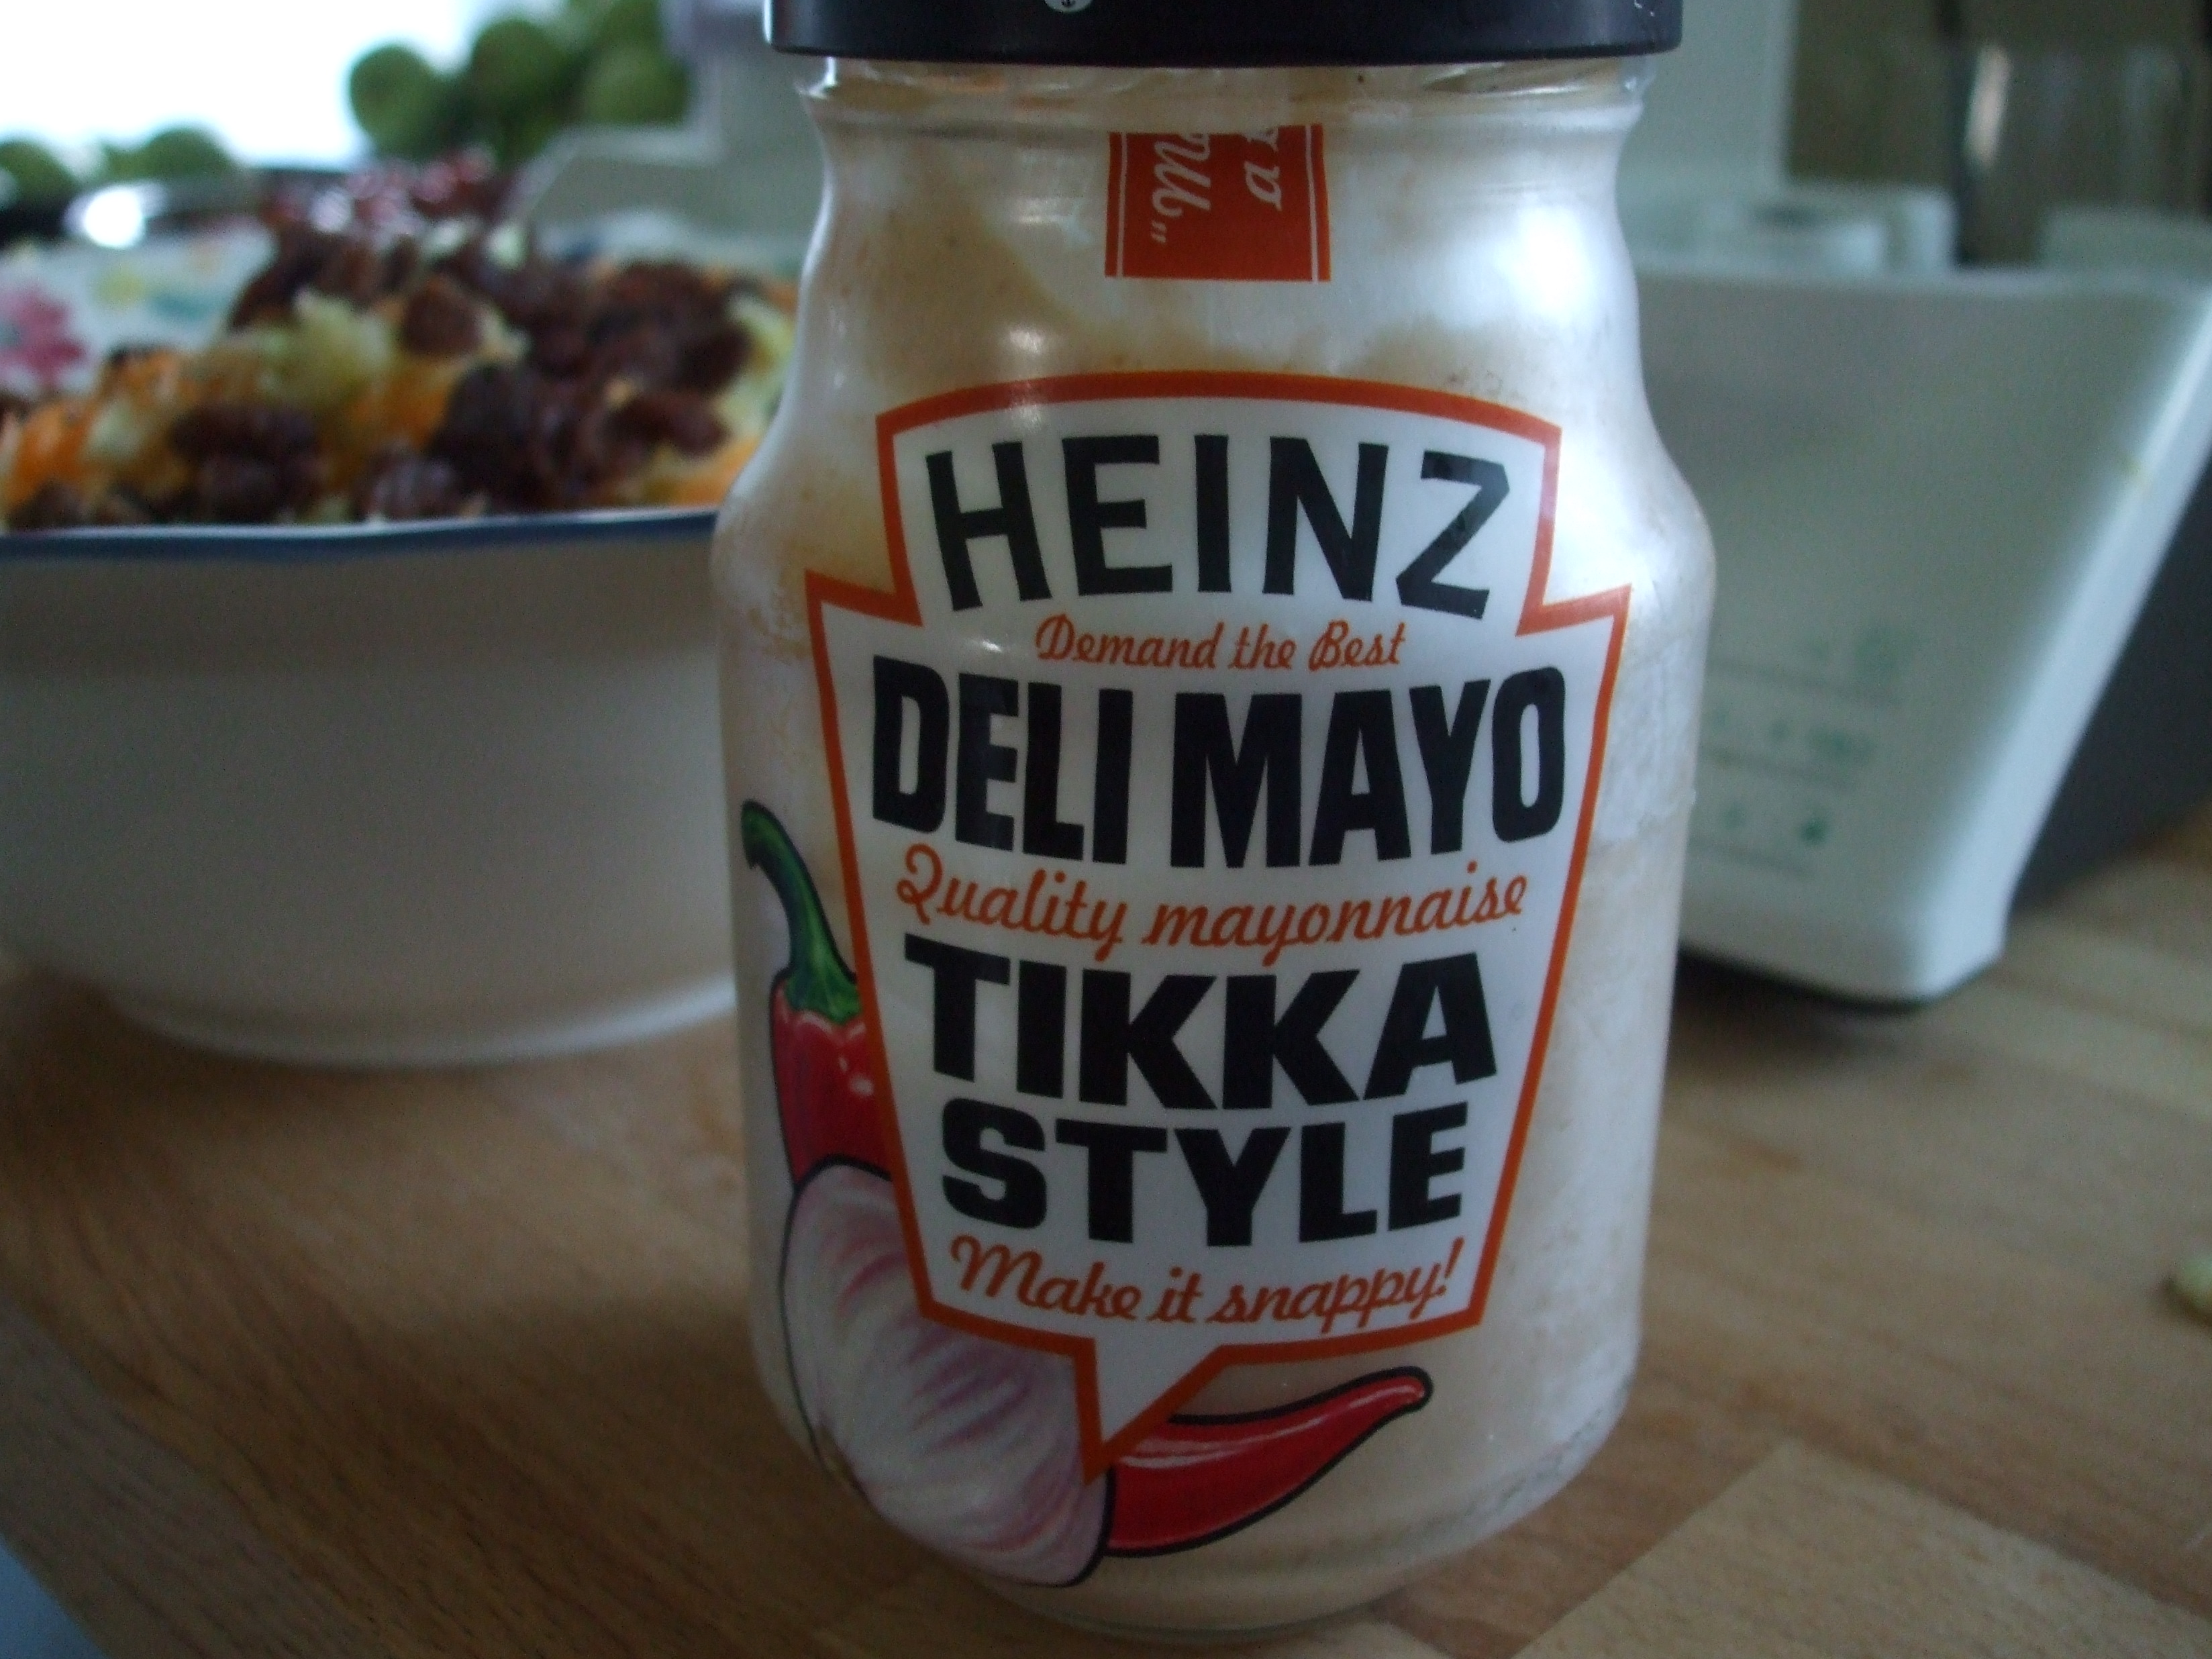 HEINZ
Demand the Best
DELI MAYO
Quality mayonnaise
TIKKA
STYLE
Make it snappy!